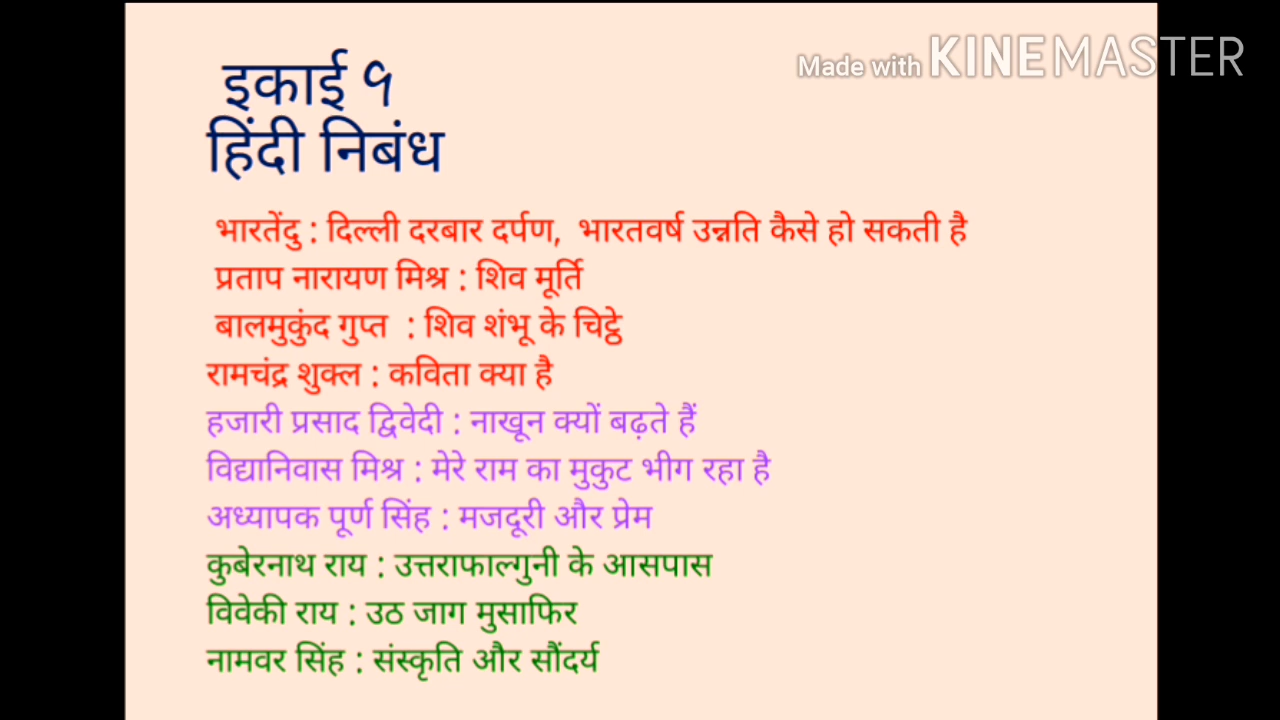 Made with KINEMASTER
इकाई ९
हिंदी निबंध
भारतेंदु : दिल्ली दरबार दर्पण, भारतवर्ष उन्नति कैसे हो सकती है
प्रताप नारायण मिश्र : शिव मूर्ति
बालमुकुंद गुप्त : शिव शंभू के चिट्ठे
रामचंद्र शुक्ल : कविता क्या है
हजारी प्रसाद द्विवेदी : नाखून क्यों बढ़ते हैं
विद्यानिवास मिश्र : मेरे राम का मुकुट भीग रहा है
अध्यापक पूर्ण सिंह : मजदूरी और प्रेम
कुबेरनाथ राय : उत्तराफाल्गुनी के आसपास
विवेकी राय : उठ जाग मुसाफिर
नामवर सिंह : संस्कृति और सौंदर्य